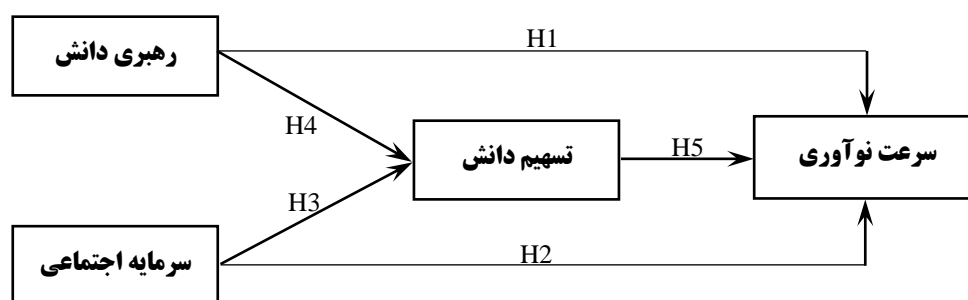 رهبری دانش
H1
H4
تسهیم دانش
H5
سرعت نوآوری
H3
سرمایه اجتماعی
H2